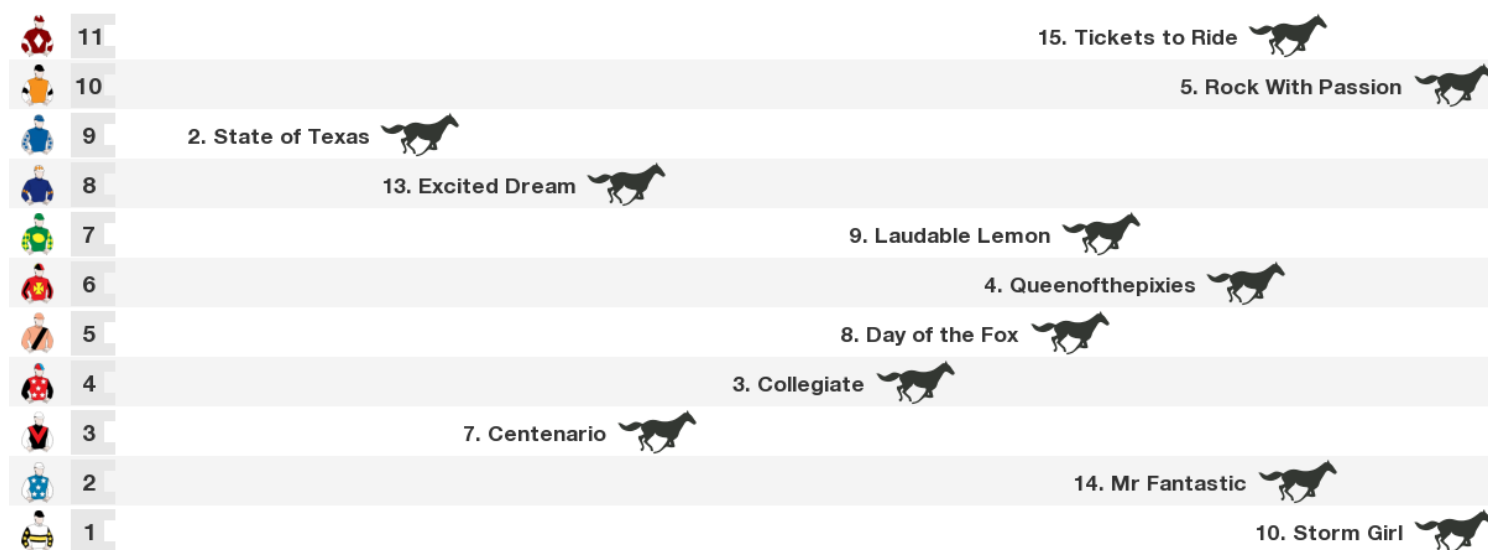 11 15. Tickets to Ride
10 5. Rock With Passion
9 2. State of Texas
8 13. Excited Dream
7 9. Laudable Lemon
6 4. Queenofthepixies
5 8. Day of the Fox
4 3. Collegiate
3 7. Centenario
2 14. Mr Fantastic
1 10. Storm Girl